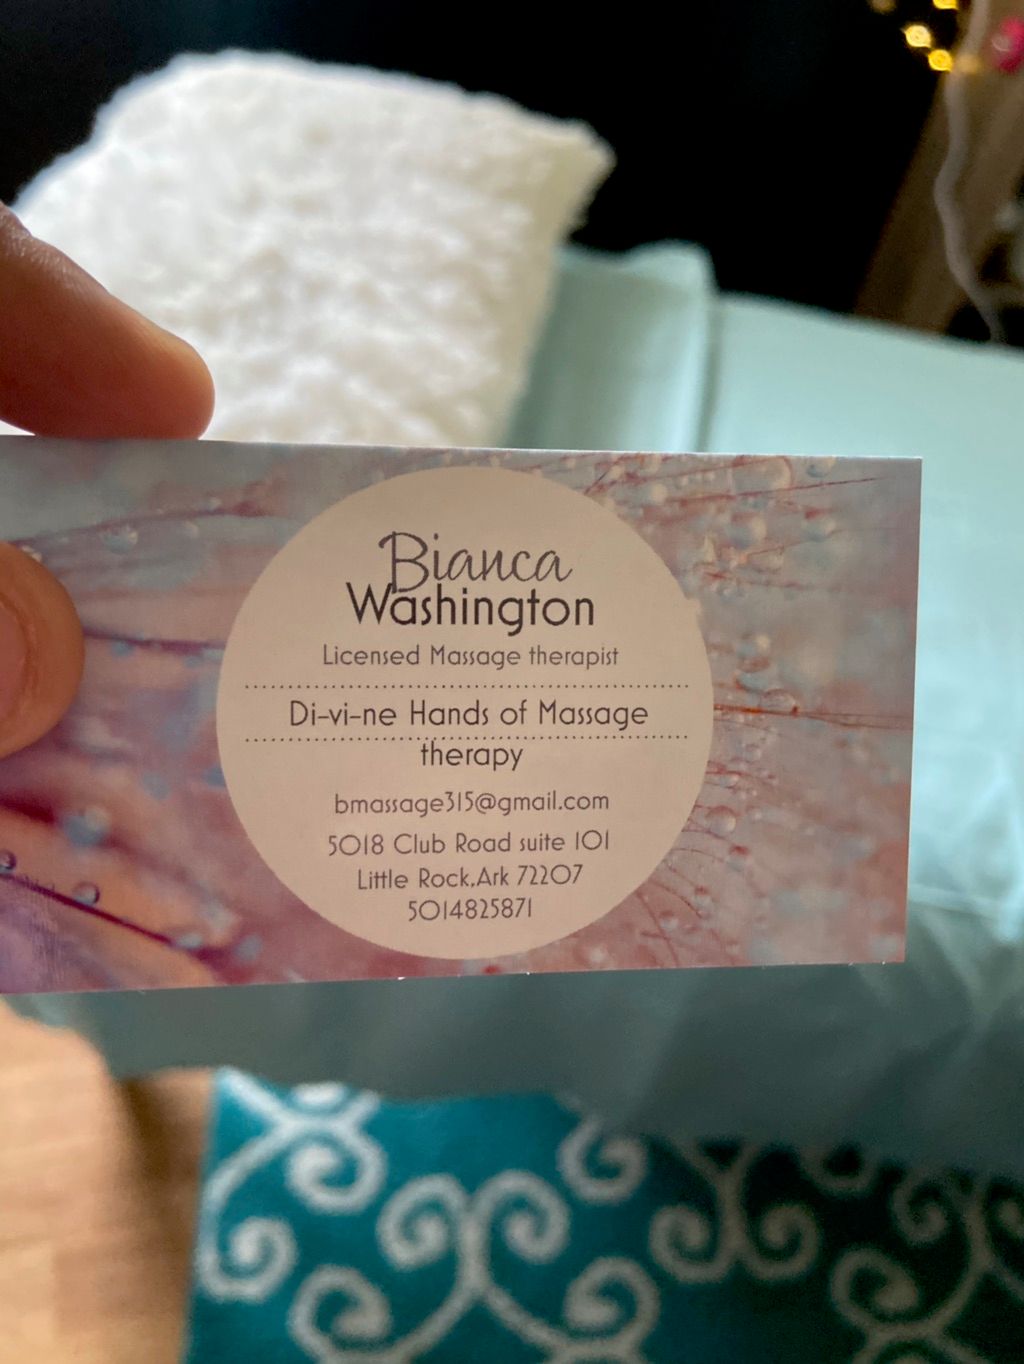 Bianca
Washington
Licensed Massage therapist
Di-vi-ne Hands of Massage
therapy
bmassage315@gmail.com
5018 Club Road suite 101
Little Rock,Ark 72207
5014825871